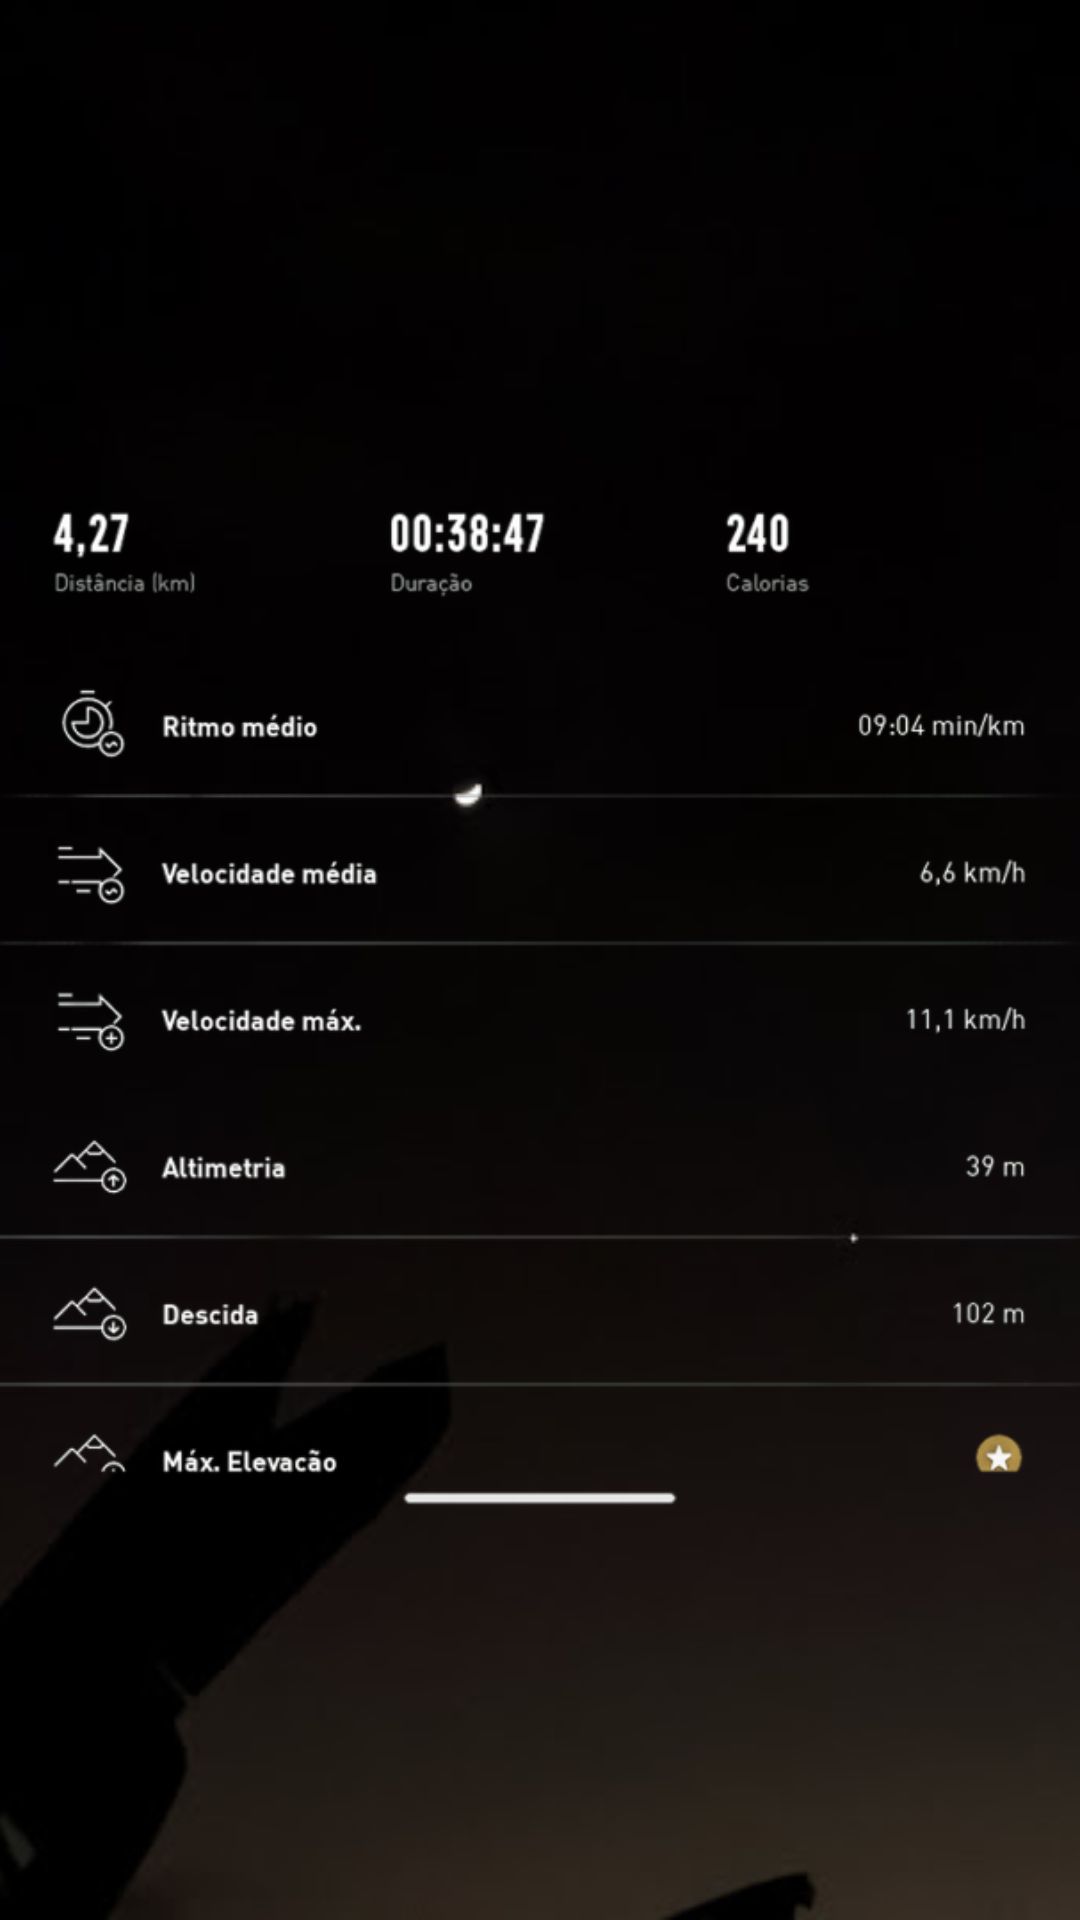 4,27 00:38:47 240
Distância (km) Duração Calorias
Ritmo médio 09:04 min/km
Velocidade média 6,6 km/h
Velocidade máx. 11,1 km/h
Altimetria 39 m
Descida 102 m
Máx. Elevação